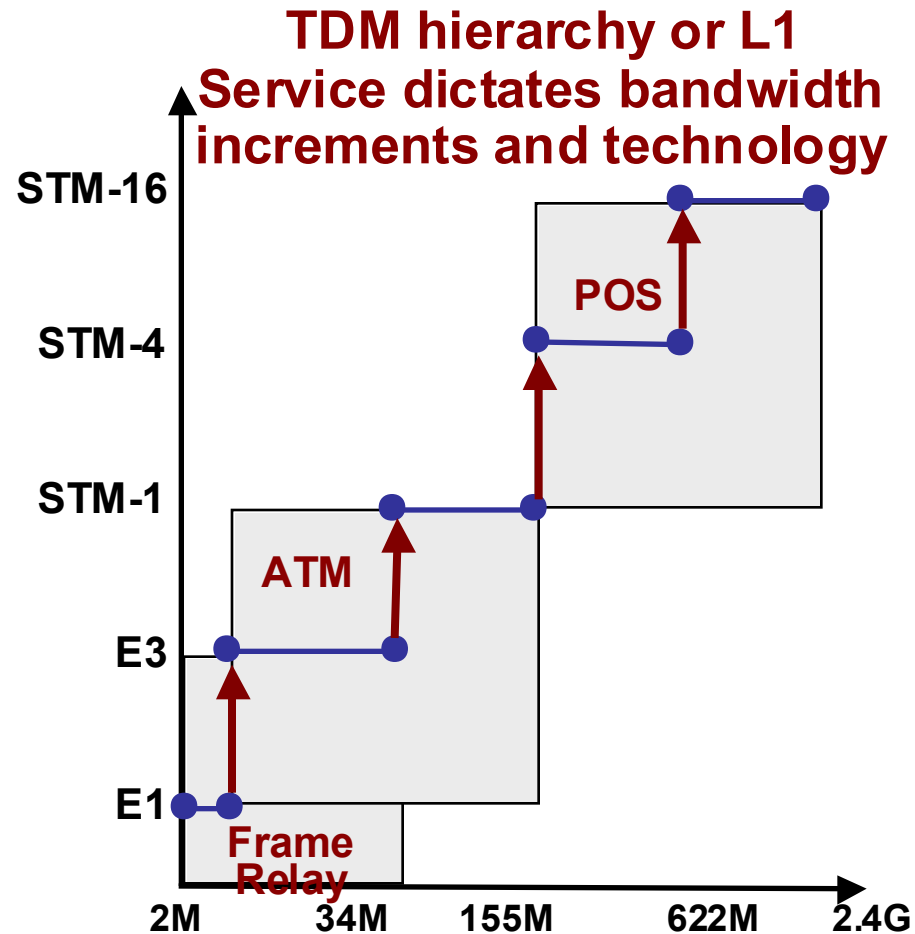 TDM hierarchy or L1
Service dictates bandwidth
increments and technology
STM-16
POS
STM-4
STM-1
ATM
E3
E1
Frame
Relay
2M 34M 155M 622M 2.4G